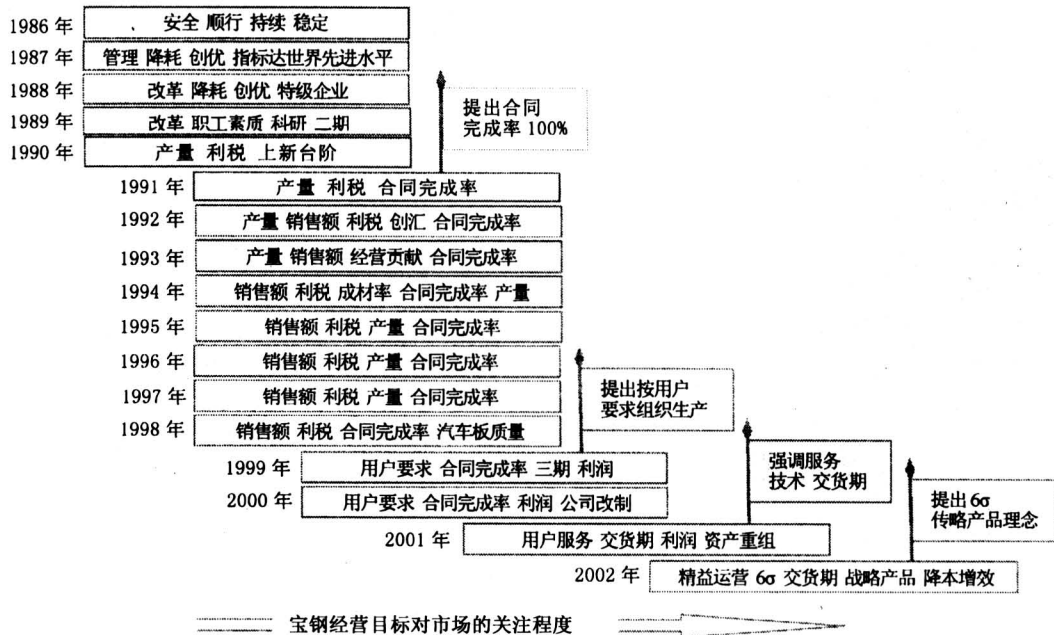 1986 年 安全 顺行 持续 稳定
1987 年 管理 降耗 创优 指标达世界先进水平
1988 年 改革 降耗 创优 特级企业
提出合同
完成率 100%
1989 年 改革 职工素质 科研 二期
1990 年 产量 利税 上新台阶
1991 年 产量 利税 合同完成率
1992 年 产量 销售额 利税 创汇 合同完成率
1993 年 产量 销售额 经营贡献 合同完成率
1994 年 销售额 利税 成材率 合同完成率 产量
1995 年 销售额 利税 产量 合同完成率
1996 年 销售额 利税 产量 合同完成率
提出按用户
要求组织生产
1997 年 销售额 利税 产量 合同完成率
1998 年 销售额 利税 合同完成率 汽车板质量
1999 年 用户要求 合同完成率 三期 利润
强调服务
技术 交货期
2000 年 用户要求 合同完成率 利润 公司改制
提出 6σ
传略产品理念
2001 年 用户服务 交货期 利润 资产重组
2002 年 精益运营 6σ 交货期 战略产品 降本增效
宝钢经营目标对市场的关注程度